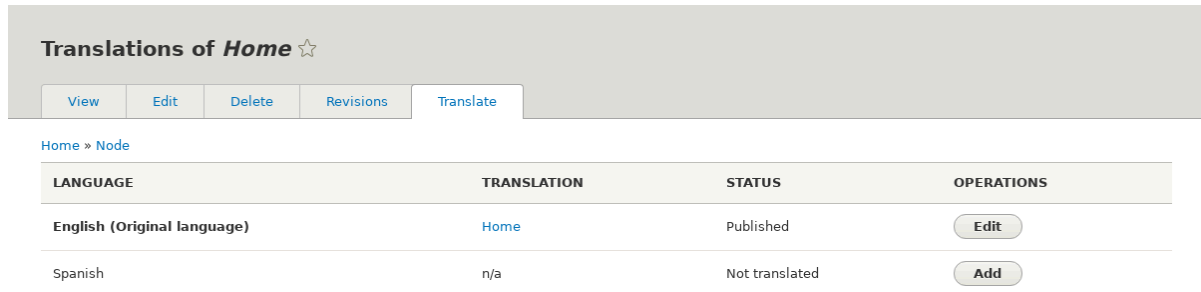 Translations of Home
View Edit Delete Revisions Translate
Home » Node
LANGUAGE TRANSLATION STATUS OPERATIONS
English (Original language) Home Published Edit
Spanish n/a Not translated Add